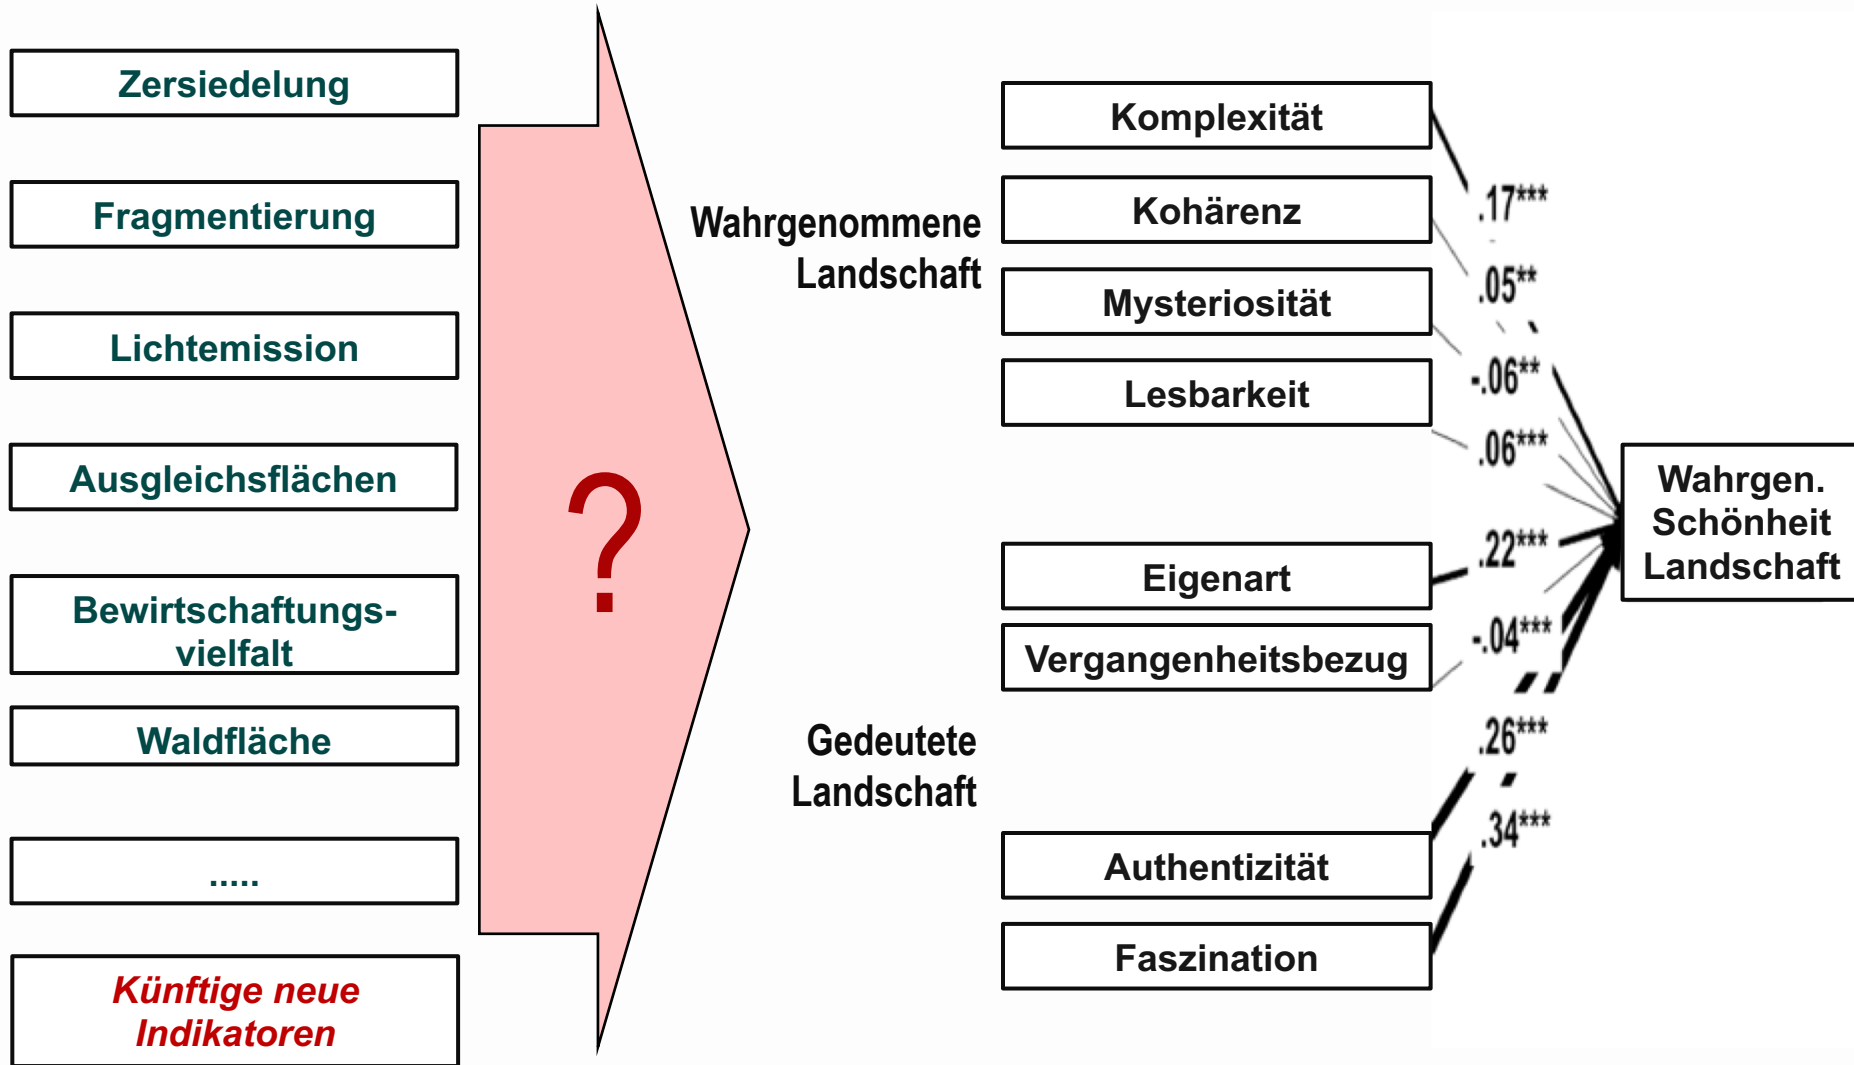 Zersiedelung
Fragmentierung
Lichtemission
Ausgleichsflächen
Bewirtschaftungs-
vielfalt
Waldfläche
.....
Künftige neue
Indikatoren
?
Wahrgenommene
Landschaft
Gedeutete
Landschaft
Komplexität
Kohärenz
Mysteriosität
Lesbarkeit
Eigenart
Vergangenheitsbezug
Authentizität
Faszination
.17***
.05**
-.06**
.06***
.22***
-.04***
.26***
.34***
Wahrgen.
Schönheit
Landschaft